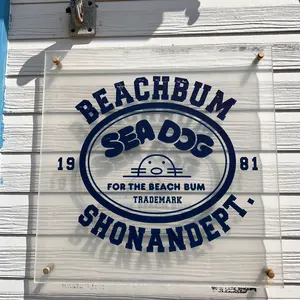 BEACHBUM
SEA DOG
19 81
FOR THE BEACH BUM
TRADEMARK
SHONANDEPT.